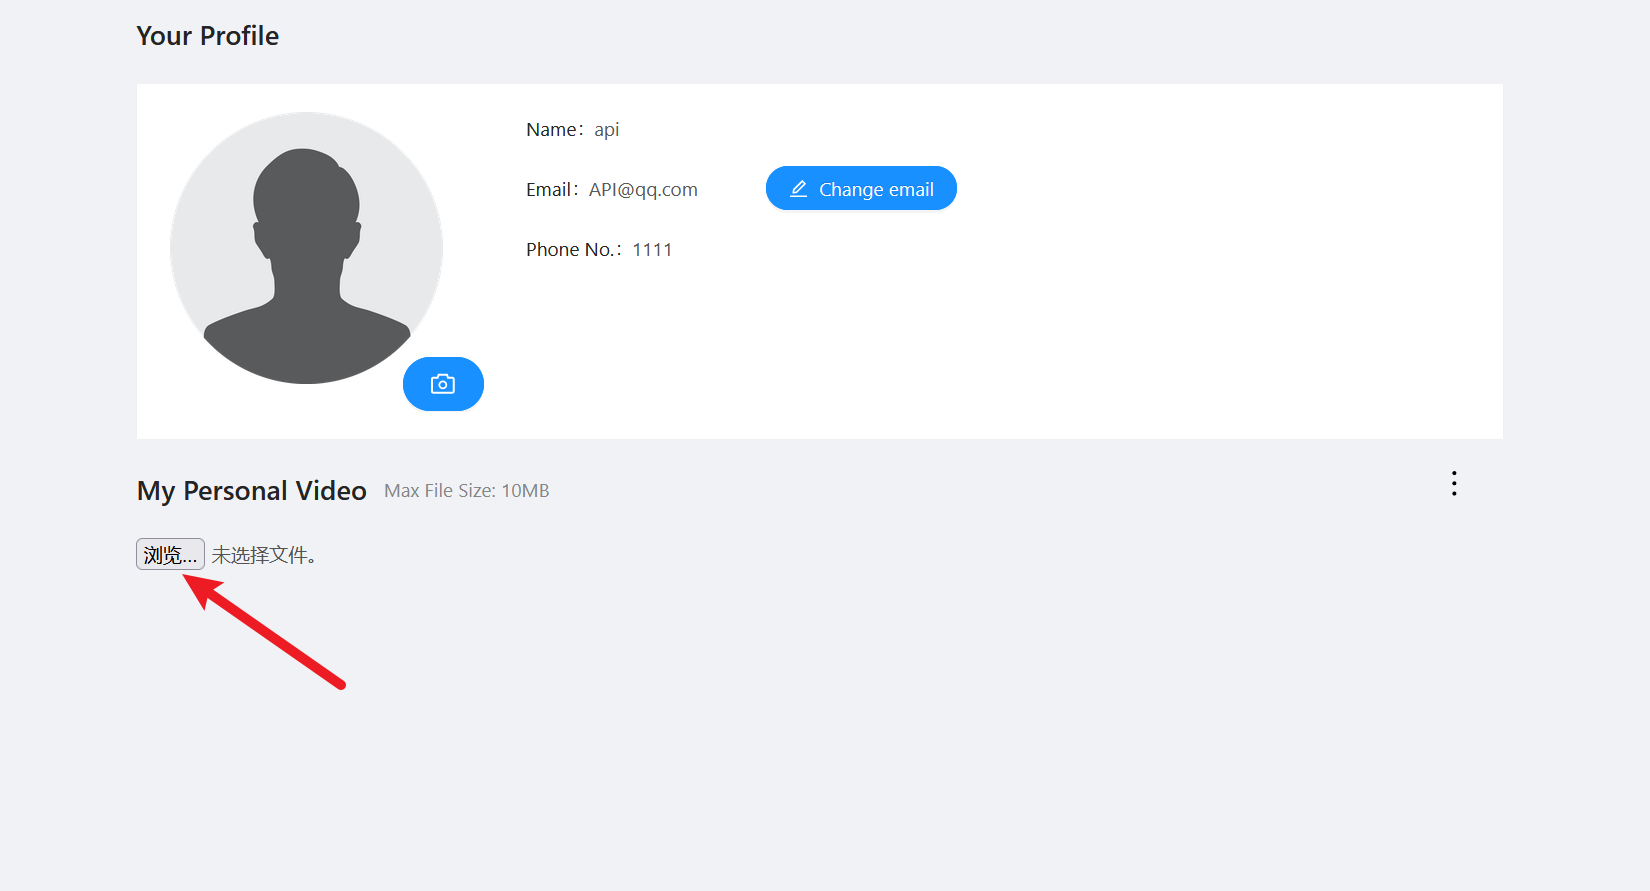 Your Profile
Name：api
Email：API@qq.com
Change email
Phone No.：1111
My Personal Video Max File Size: 10MB
浏览... 未选择文件。